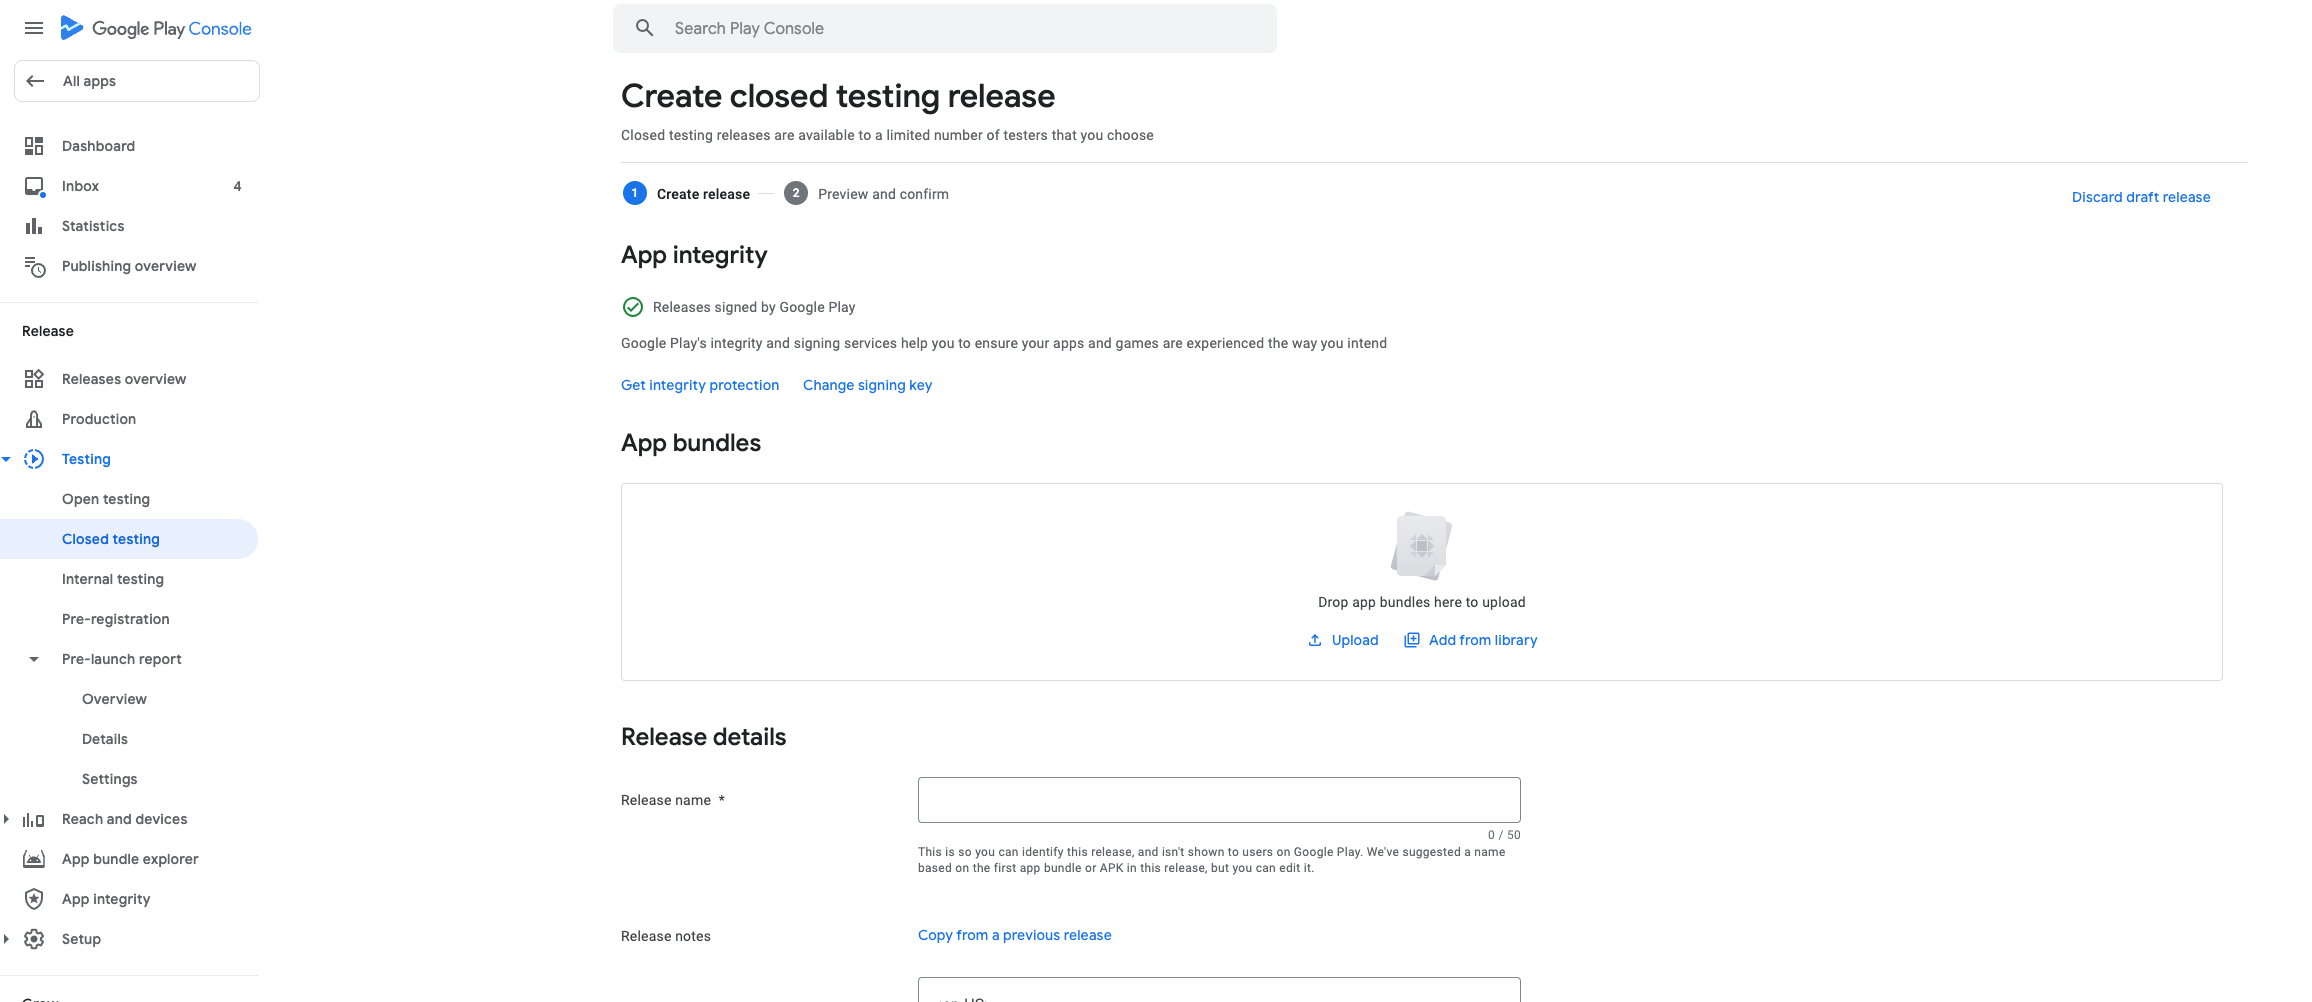 Google Play Console
Search Play Console
All apps
Dashboard
Inbox 4
Statistics
Publishing overview
Release
Releases overview
Production
Testing
Open testing
Closed testing
Internal testing
Pre-registration
Pre-launch report
Overview
Details
Settings
Reach and devices
App bundle explorer
App integrity
Setup
Create closed testing release
Closed testing releases are available to a limited number of testers that you choose
1 Create release 2 Preview and confirm
Discard draft release
App integrity
Releases signed by Google Play
Google Play's integrity and signing services help you to ensure your apps and games are experienced the way you intend
Get integrity protection Change signing key
App bundles
Drop app bundles here to upload
Upload Add from library
Release details
Release name *
0 / 50
This is so you can identify this release, and isn't shown to users on Google Play. We've suggested a name
based on the first app bundle or APK in this release, but you can edit it.
Release notes
Copy from a previous release